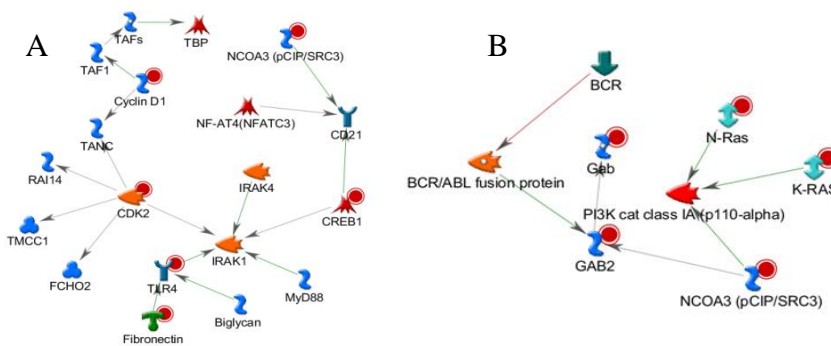 A
TAFs
TBP
NCOA3 (pCIP/SRC3)
TAF1
Cyclin D1
NF-AT4(NFATC3)
CD21
TANC
RAI14
IRAK4
CDK2
CREB1
TMCC1
IRAK1
FCHO2
TLR4
MyD88
Biglycan
Fibronectin
B
BCR
N-Ras
Gab
K-RAS
BCR/ABL fusion protein
PI3K cat class IA (p110-alpha)
GAB2
NCOA3 (pCIP/SRC3)